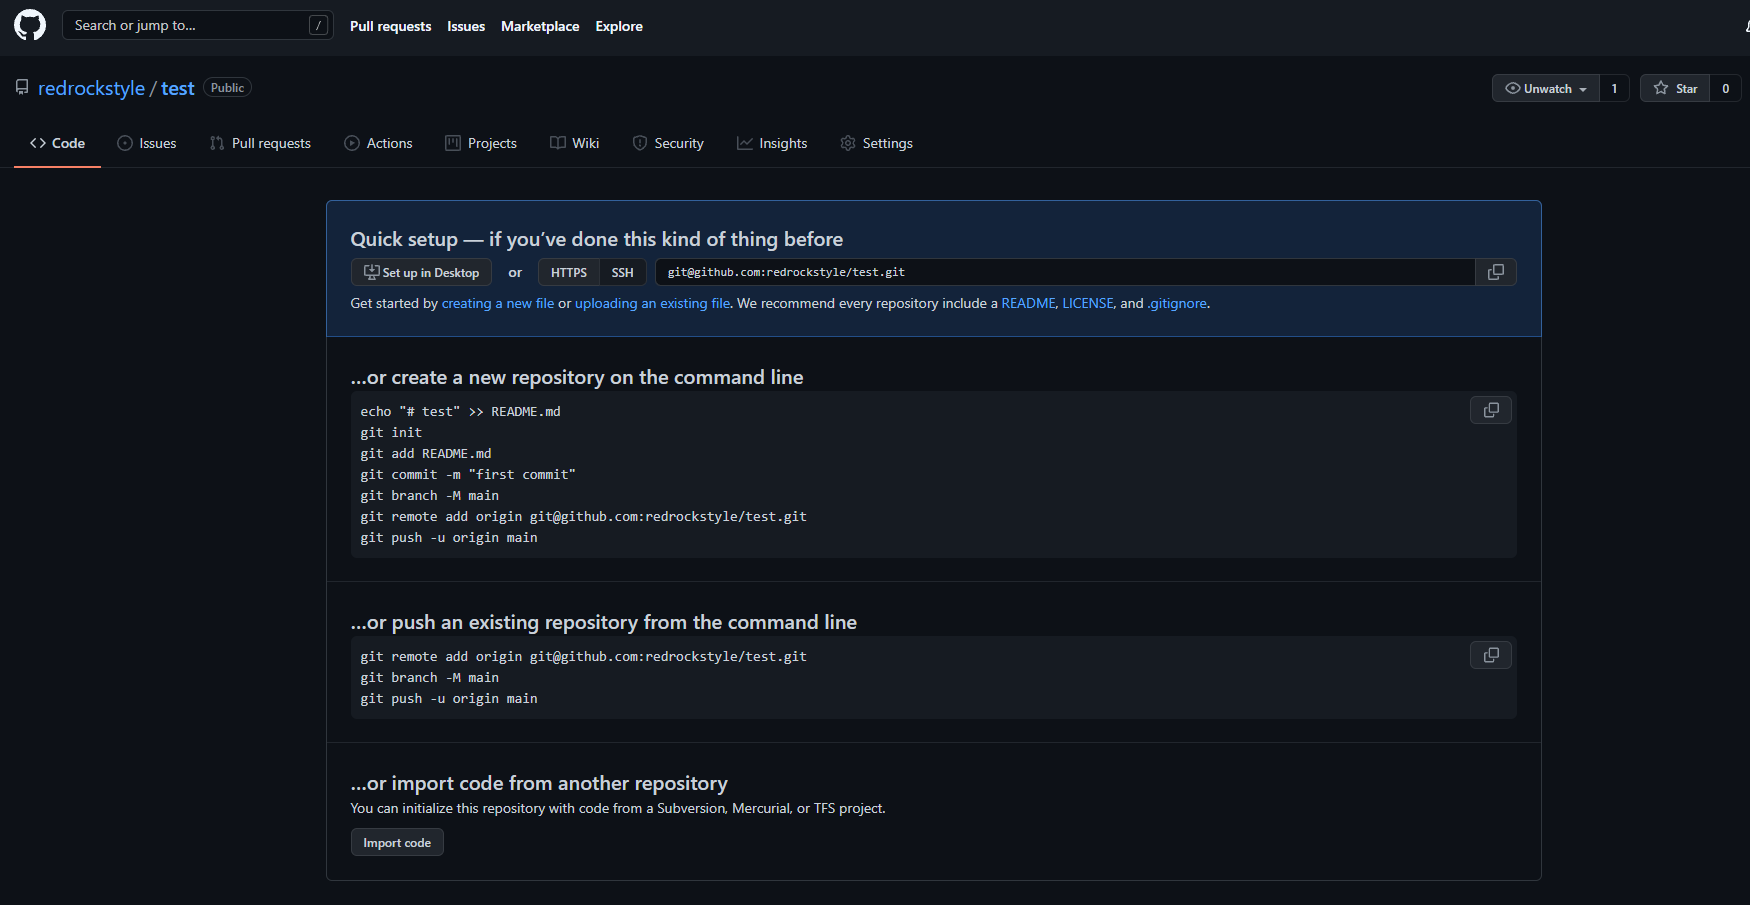 Search or jump to... /
Pull requests Issues Marketplace Explore
redrockstyle / test Public
Unwatch 1 Star 0
Code Issues Pull requests Actions Projects Wiki Security Insights Settings
Quick setup — if you’ve done this kind of thing before
Set up in Desktop or HTTPS SSH git@github.com:redrockstyle/test.git
Get started by creating a new file or uploading an existing file. We recommend every repository include a README, LICENSE, and .gitignore.
…or create a new repository on the command line
echo "# test" >> README.md
git init
git add README.md
git commit -m "first commit"
git branch -M main
git remote add origin git@github.com:redrockstyle/test.git
git push -u origin main
…or push an existing repository from the command line
git remote add origin git@github.com:redrockstyle/test.git
git branch -M main
git push -u origin main
…or import code from another repository
You can initialize this repository with code from a Subversion, Mercurial, or TFS project.
Import code